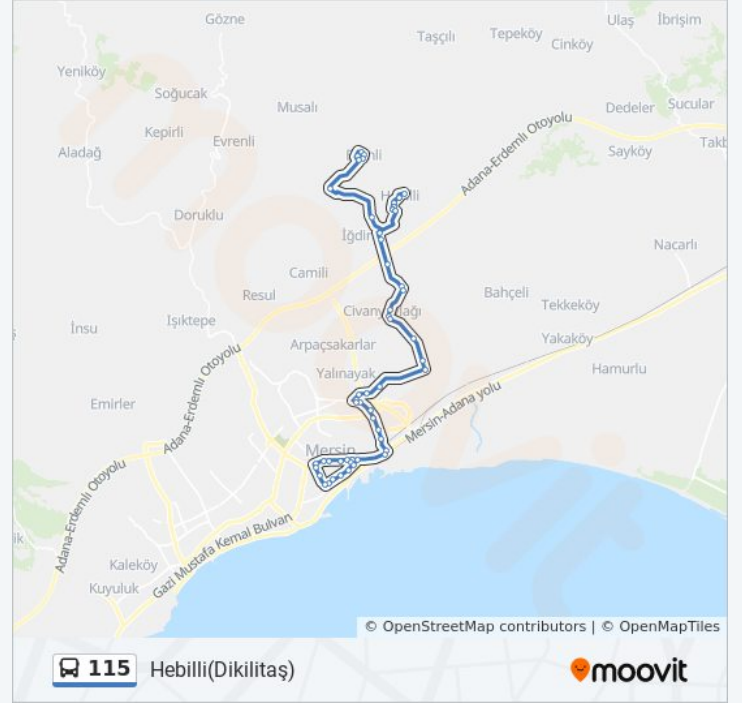 Gözne
Ulaş
İbrişim
Taşçılı
Tepeköy
Cinköy
Yeniköy
Soğucak
Musalı
Dedeler
Sucular
Kepirli
Evrenli
Adana-Erdemli Otoyolu
Takb
Aladağ
Sayköy
Doruklu
Nacarlı
Camili
Resul
Bahçeli
Tekkeköy
Işıktepe
İnsu
Arpaçsakarlar
Yakaköy
Yalınayak
Hamurlu
Emirler
Adana-Erdemli Otoyolu
Mersin-Adana yolu
Mersin
Adana-Erdemli Otoyolu
Gazi Mustafa Kemal Bulvarı
Kaleköy
Kuyuluk
© OpenStreetMap contributors | © OpenMapTiles
115 Hebilli(Dikilitaş)
moovit